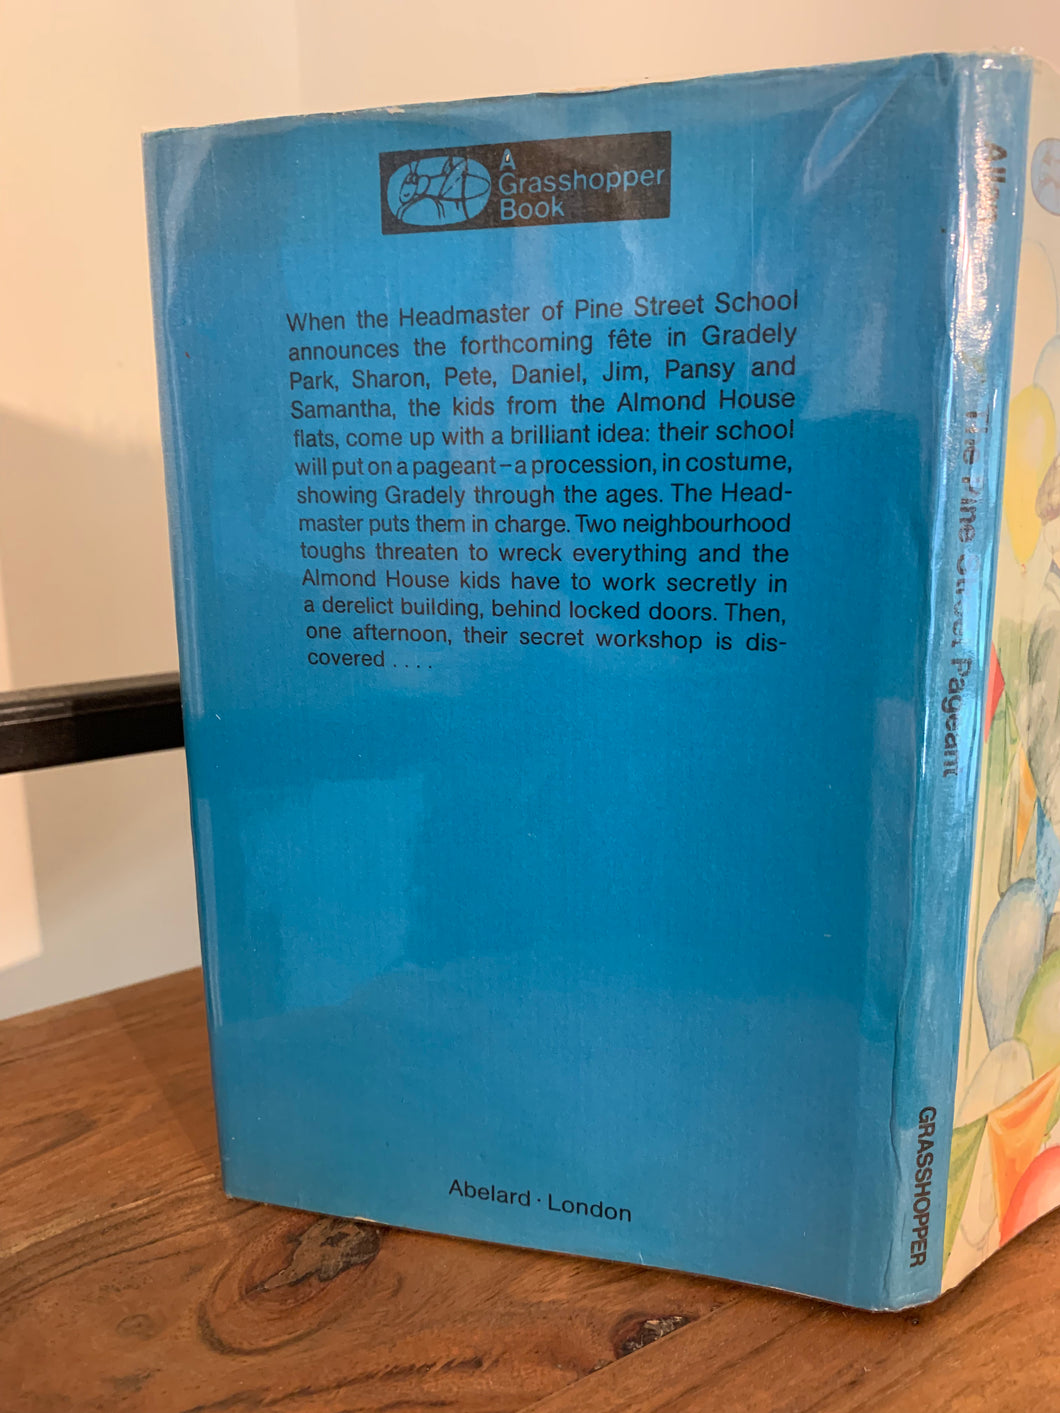 A
Grasshopper
Book
When the Headmaster of Pine Street School
announces the forthcoming fête in Gradely
Park, Sharon, Pete, Daniel, Jim, Pansy and
Samantha, the kids from the Almond House
flats, come up with a brilliant idea: their school
will put on a pageant – a procession, in costume,
showing Gradely through the ages. The Head-
master puts them in charge. Two neighbourhood
toughs threaten to wreck everything and the
Almond House kids have to work secretly in
a derelict building, behind locked doors. Then,
one afternoon, their secret workshop is dis-
covered . . . .
Abelard · London
The Pine Street Pageant
GRASSHOPPER